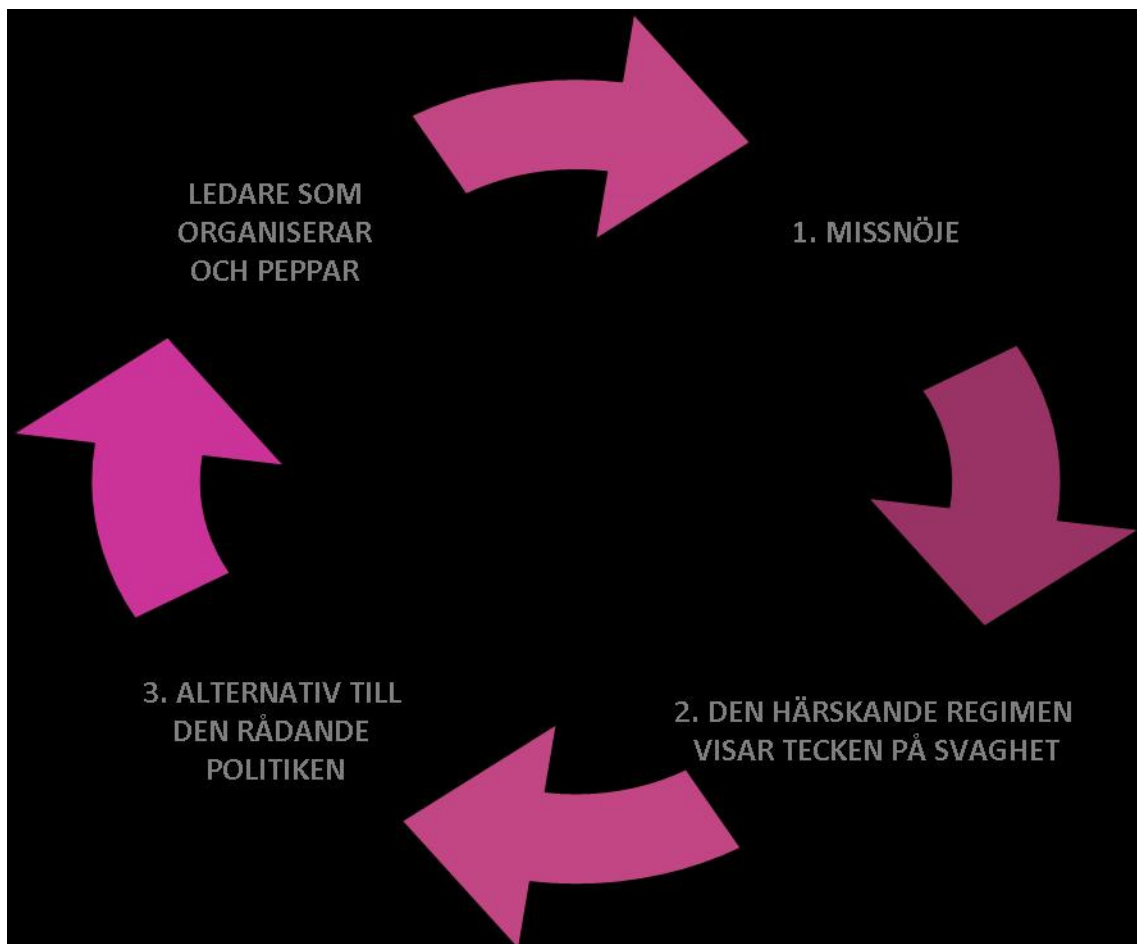 LEDARE SOM
ORGANISERAR
OCH PEPPAR
1. MISSNÖJE
2. DEN HÄRSKANDE REGIMEN
VISAR TECKEN PÅ SVAGHET
3. ALTERNATIV TILL
DEN RÅDANDE
POLITIKEN